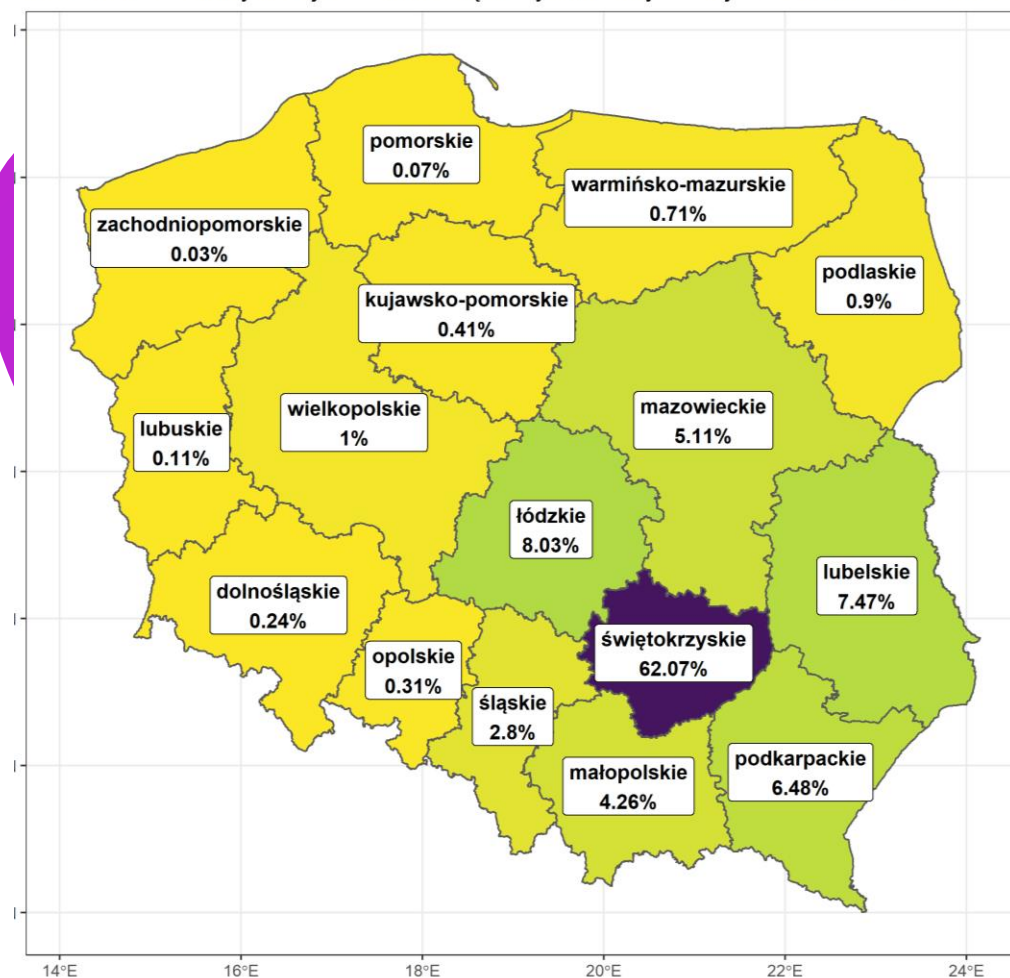 pomorskie
0.07%
warmińsko-mazurskie
0.71%
zachodniopomorskie
0.03%
podlaskie
0.9%
kujawsko-pomorskie
0.41%
wielkopolskie
1%
mazowieckie
5.11%
lubuskie
0.11%
łódzkie
8.03%
lubelskie
7.47%
dolnośląskie
0.24%
świętokrzyskie
62.07%
opolskie
0.31%
śląskie
2.8%
małopolskie
4.26%
podkarpackie
6.48%
14°E 16°E 18°E 20°E 22°E 24°E